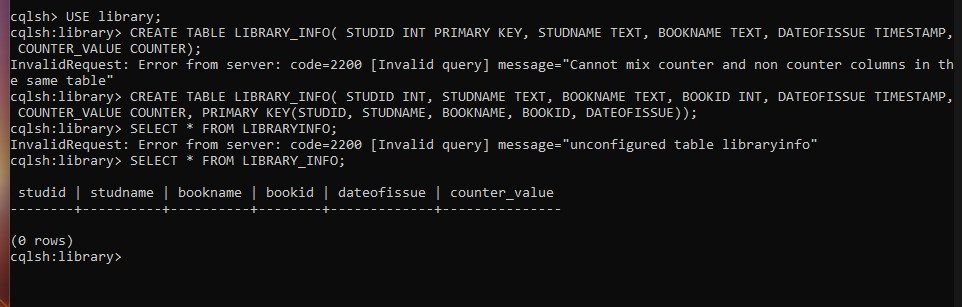 cqlsh> USE library;
cqlsh:library> CREATE TABLE LIBRARY_INFO( STUDID INT PRIMARY KEY, STUDNAME TEXT, BOOKNAME TEXT, DATEOFISSUE TIMESTAMP,
 COUNTER_VALUE COUNTER);
InvalidRequest: Error from server: code=2200 [Invalid query] message="Cannot mix counter and non counter columns in th
e same table"
cqlsh:library> CREATE TABLE LIBRARY_INFO( STUDID INT, STUDNAME TEXT, BOOKNAME TEXT, BOOKID INT, DATEOFISSUE TIMESTAMP,
 COUNTER_VALUE COUNTER, PRIMARY KEY(STUDID, STUDNAME, BOOKNAME, BOOKID, DATEOFISSUE));
cqlsh:library> SELECT * FROM LIBRARYINFO;
InvalidRequest: Error from server: code=2200 [Invalid query] message="unconfigured table libraryinfo"
cqlsh:library> SELECT * FROM LIBRARY_INFO;
 studid | studname | bookname | bookid | dateofissue | counter_value
--------+----------+----------+--------+-------------+---------------
(0 rows)
cqlsh:library>